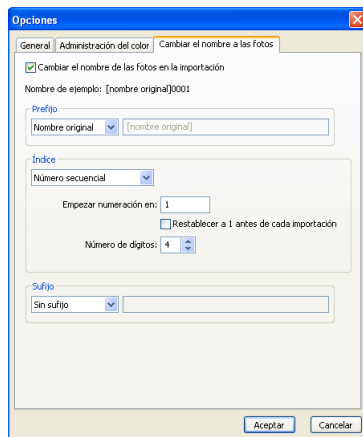 Opciones
General Administración del color Cambiar el nombre a las fotos
Cambiar el nombre de las fotos en la importación
Nombre de ejemplo: [nombre original]0001
Prefijo
Nombre original [nombre original]
Índice
Número secuencial
Empezar numeración en: 1
Restablecer a 1 antes de cada importación
Número de dígitos: 4
Sufijo
Sin sufijo
Aceptar Cancelar